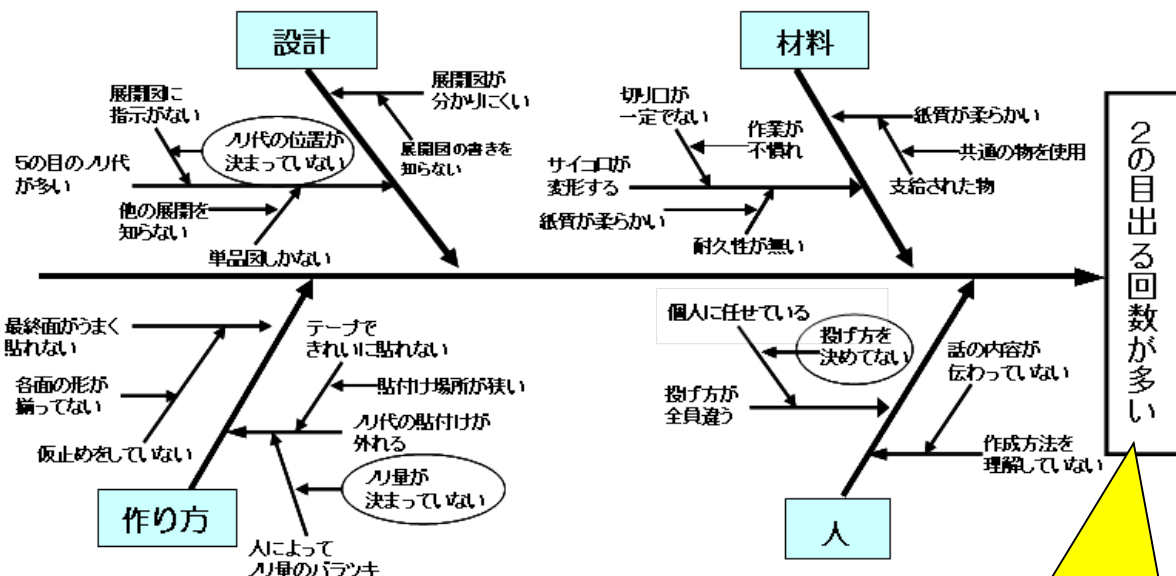 設計
展開図に
指示がない
ノリ代の位置が
決まっていない
5の目のノリ代
が多い
他の展開を
知らない
単品図しかない
展開図が
分かりにくい
展開図の書きを
知らない
材料
切り口が
一定でない
作業が
不慣れ
サイコロが
変形する
紙質が柔らかい
耐久性が無い
紙質が柔らかい
共通の物を使用
支給された物
2の目出る回数が多い
最終面がうまく
貼れない
各面の形が
揃ってない
仮止めをしていない
テープで
きれいに貼れない
貼付け場所が狭い
ノリ代の貼付けが
外れる
ノリ量が
決まっていない
人によって
ノリ量のバラツキ
作り方
個人に任せている
投げ方を
決めてない
投げ方が
全員違う
話の内容が
伝わっていない
作成方法を
理解していない
人